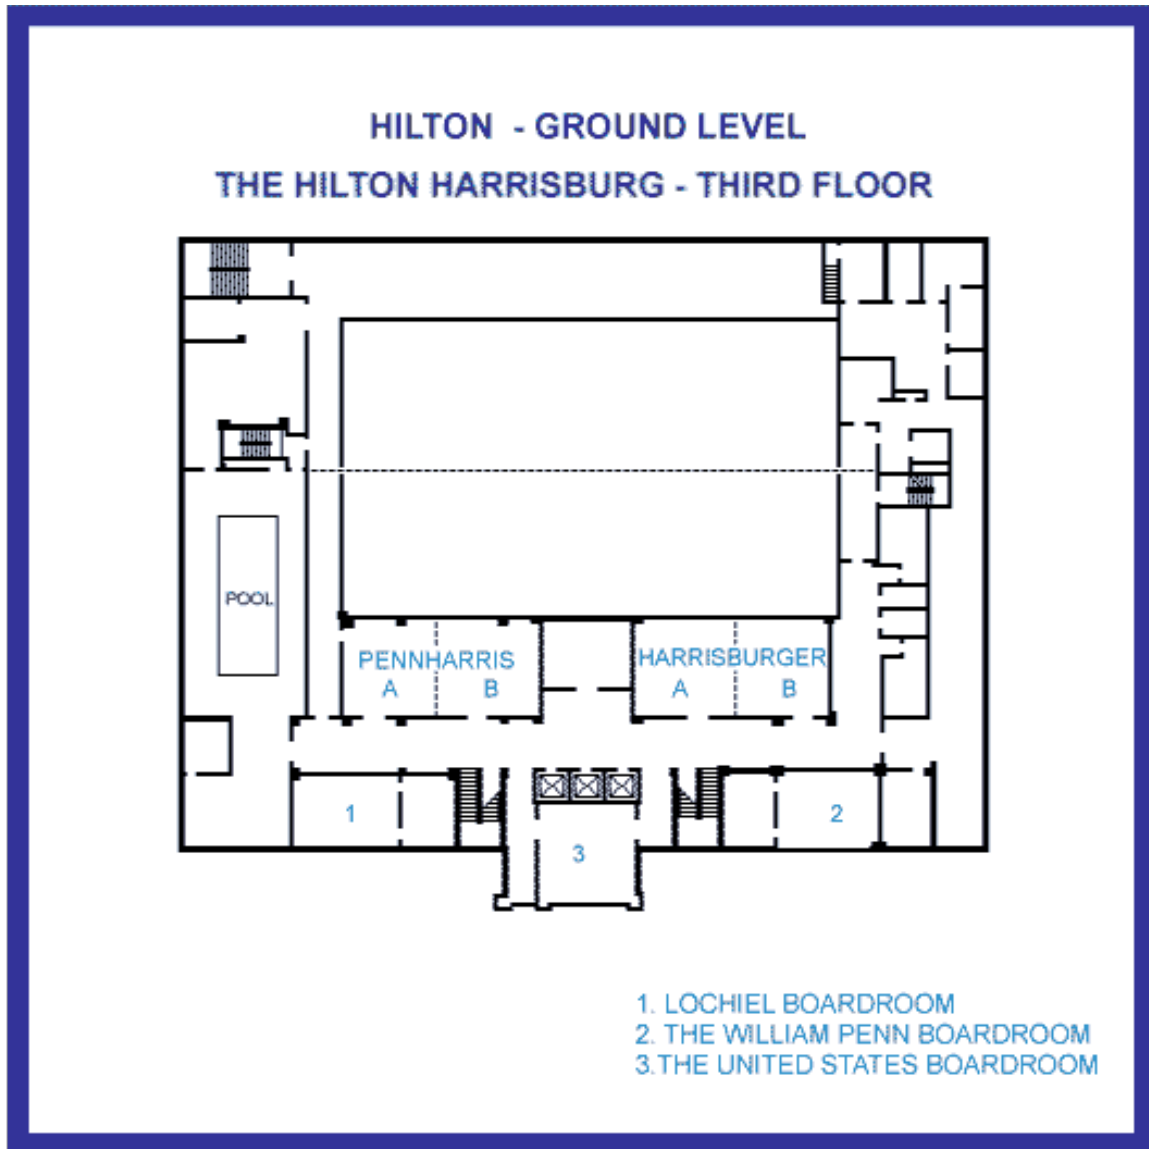 HILTON - GROUND LEVEL
THE HILTON HARRISBURG - THIRD FLOOR
POOL
PENNHARRIS
A B
HARRISBURGER
A B
1
2
3
1. LOCHIEL BOARDROOM
2. THE WILLIAM PENN BOARDROOM
3.THE UNITED STATES BOARDROOM